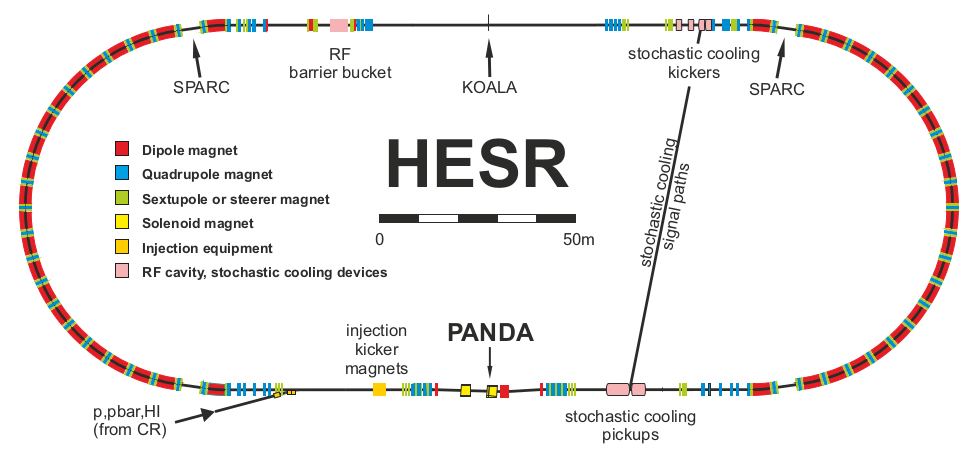 RF
barrier bucket
stochastic cooling
kickers
SPARC
KOALA
SPARC
HESR
Dipole magnet
Quadrupole magnet
Sextupole or steerer magnet
Solenoid magnet
Injection equipment
RF cavity, stochastic cooling devices
0
50m
stochastic cooling
signal paths
injection
kicker
magnets
PANDA
p,pbar,HI
(from CR)
stochastic cooling
pickups